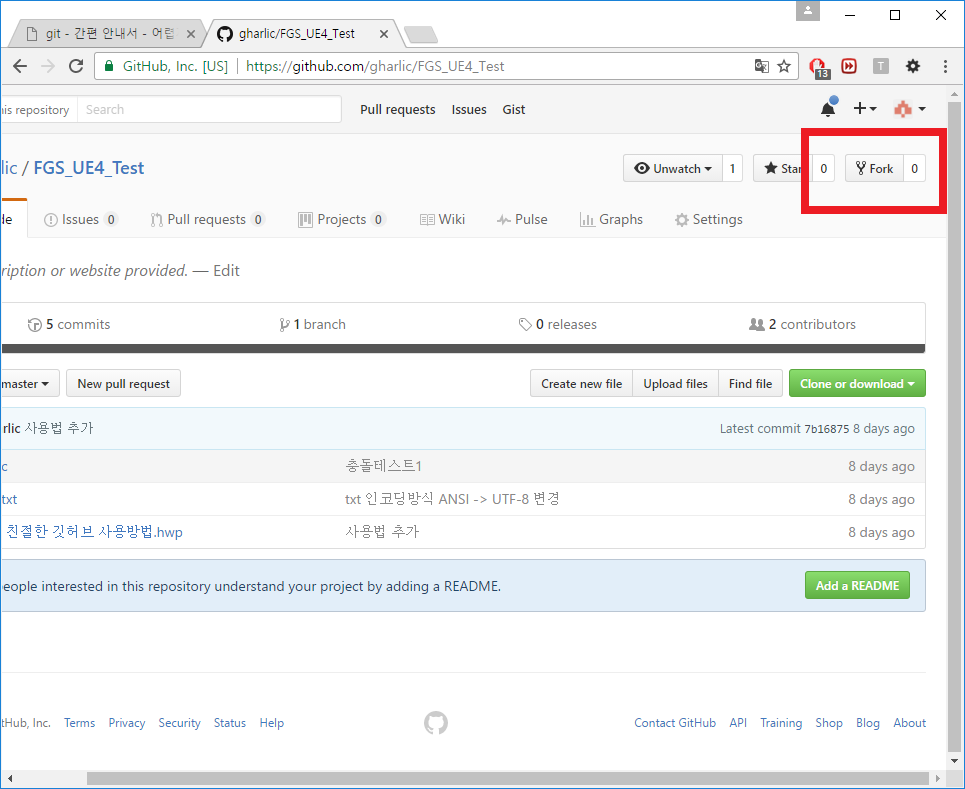 git - 간편 안내서 - 어렵
gharlic/FGS_UE4_Test
GitHub, Inc. [US] | https://github.com/gharlic/FGS_UE4_Test
13
T
his repository Search Pull requests Issues Gist
lic / FGS_UE4_Test
Unwatch 1 Star 0 Fork 0
de Issues 0 Pull requests 0 Projects 0 Wiki Pulse Graphs Settings
ription or website provided. — Edit
5 commits 1 branch 0 releases 2 contributors
master New pull request Create new file Upload files Find file Clone or download
rlic 사용법 추가 Latest commit 7b16875 8 days ago
c 충돌테스트1 8 days ago
txt txt 인코딩방식 ANSI -> UTF-8 변경 8 days ago
친절한 깃허브 사용방법.hwp 사용법 추가 8 days ago
eople interested in this repository understand your project by adding a README. Add a README
tHub, Inc. Terms Privacy Security Status Help Contact GitHub API Training Shop Blog About